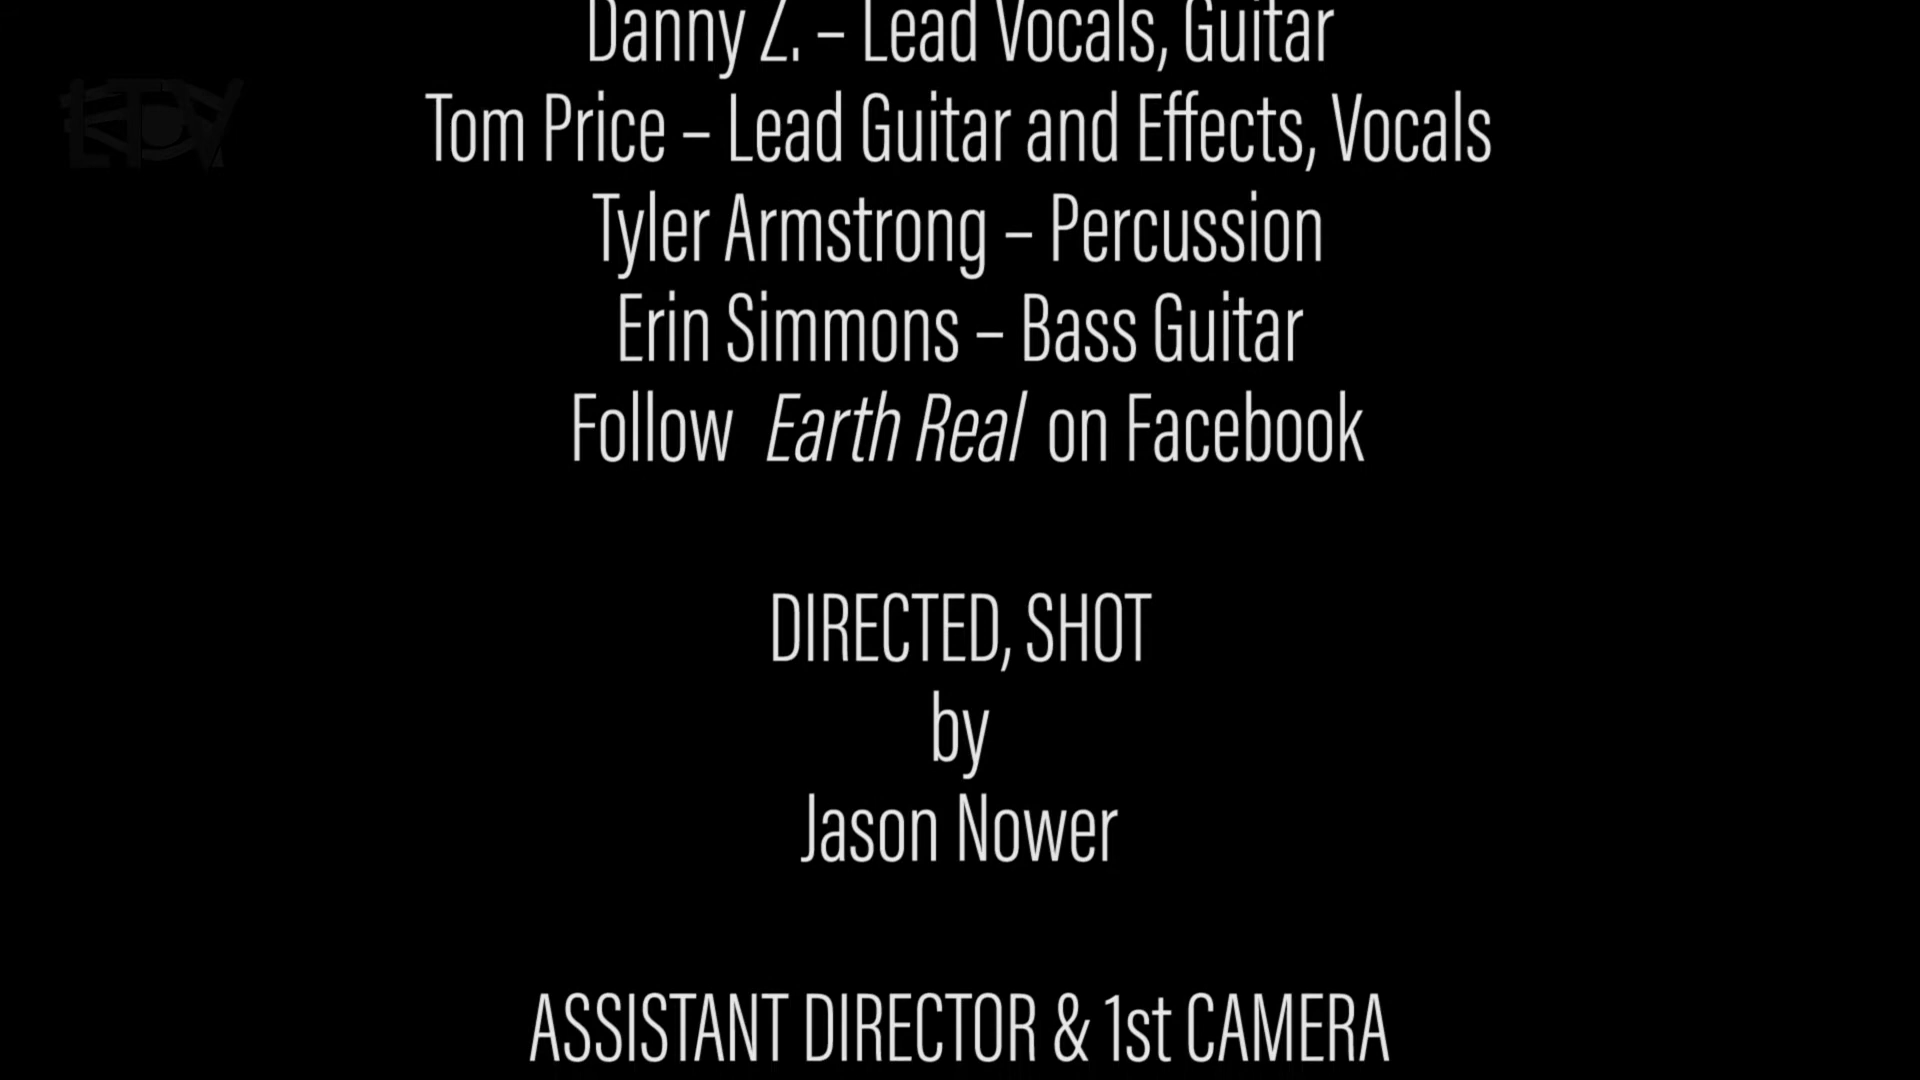 Danny Z. – Lead Vocals, Guitar
Tom Price – Lead Guitar and Effects, Vocals
Tyler Armstrong – Percussion
Erin Simmons – Bass Guitar
Follow Earth Real on Facebook
DIRECTED, SHOT
by
Jason Nower
ASSISTANT DIRECTOR & 1st CAMERA